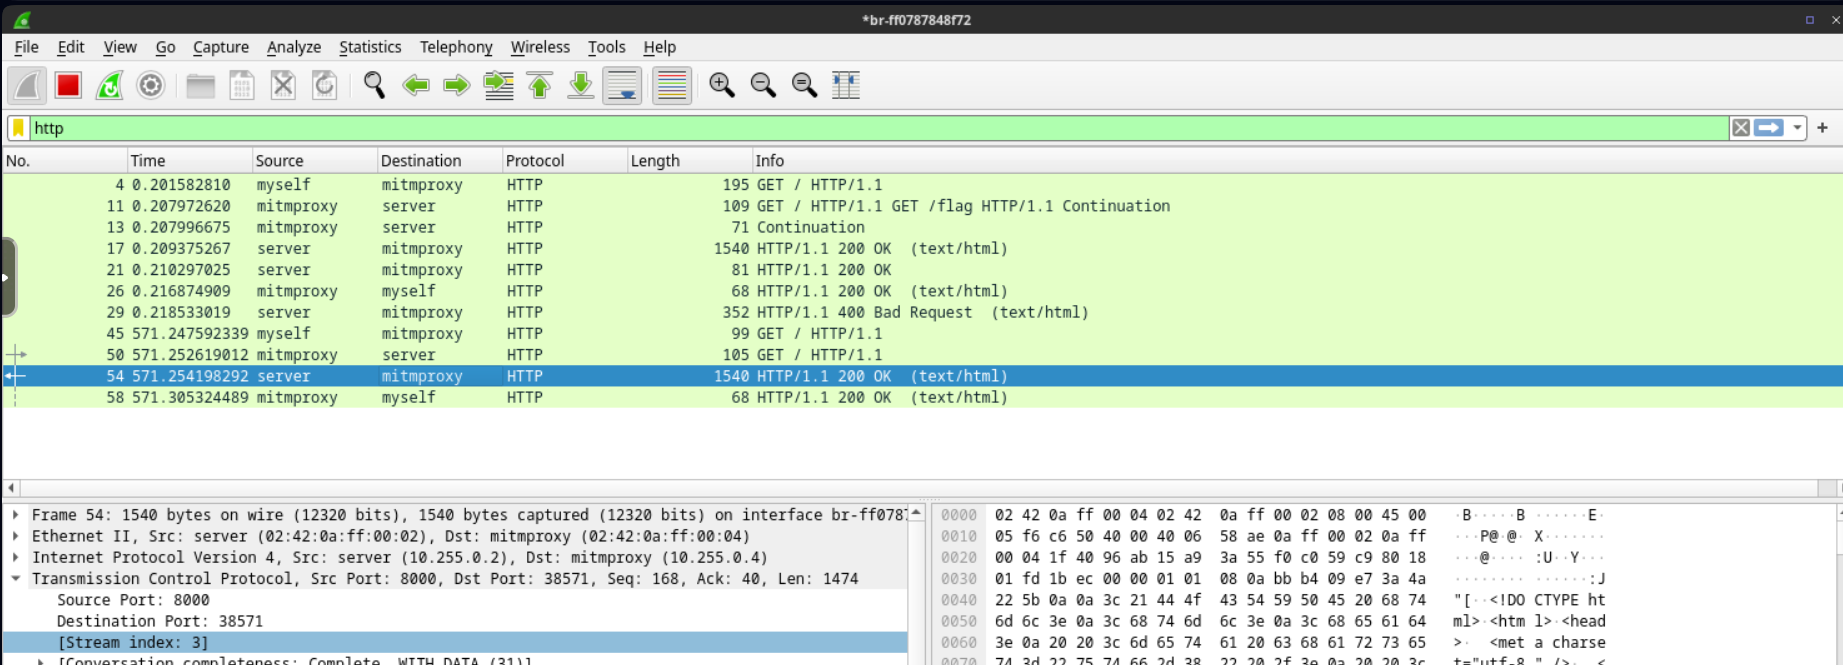 *br-ff0787848f72
File Edit View Go Capture Analyze Statistics Telephony Wireless Tools Help
http
No. Time Source Destination Protocol Length Info
4 0.201582810 myself mitmproxy HTTP 195 GET / HTTP/1.1
11 0.207972620 mitmproxy server HTTP 109 GET / HTTP/1.1 GET /flag HTTP/1.1 Continuation
13 0.207996675 mitmproxy server HTTP 71 Continuation
17 0.209375267 server mitmproxy HTTP 1540 HTTP/1.1 200 OK (text/html)
21 0.210297025 server mitmproxy HTTP 81 HTTP/1.1 200 OK
26 0.216874909 mitmproxy myself HTTP 68 HTTP/1.1 200 OK (text/html)
29 0.218533019 server mitmproxy HTTP 352 HTTP/1.1 400 Bad Request (text/html)
45 571.247592339 myself mitmproxy HTTP 99 GET / HTTP/1.1
50 571.252619012 mitmproxy server HTTP 105 GET / HTTP/1.1
54 571.254198292 server mitmproxy HTTP 1540 HTTP/1.1 200 OK (text/html)
58 571.305324489 mitmproxy myself HTTP 68 HTTP/1.1 200 OK (text/html)
Frame 54: 1540 bytes on wire (12320 bits), 1540 bytes captured (12320 bits) on interface br-ff0787
Ethernet II, Src: server (02:42:0a:ff:00:02), Dst: mitmproxy (02:42:0a:ff:00:04)
Internet Protocol Version 4, Src: server (10.255.0.2), Dst: mitmproxy (10.255.0.4)
Transmission Control Protocol, Src Port: 8000, Dst Port: 38571, Seq: 168, Ack: 40, Len: 1474
Source Port: 8000
Destination Port: 38571
[Stream index: 3]
[Conversation completeness: Complete, WITH_DATA (31)]
0000 02 42 0a ff 00 04 02 42 0a ff 00 02 08 00 45 00 ·B·····B ······E·
0010 05 f6 c6 50 40 00 40 06 58 ae 0a ff 00 02 0a ff ···P@·@· X·······
0020 00 04 1f 40 96 ab 15 a9 3a 55 f0 c0 59 c9 80 18 ···@···· :U··Y···
0030 01 fd 1b ec 00 00 01 01 08 0a bb b4 09 e7 3a 4a ········ ······:J
0040 22 5b 0a 0a 3c 21 44 4f 43 54 59 50 45 20 68 74 "[··<!DO CTYPE ht
0050 6d 6c 3e 0a 3c 68 74 6d 6c 3e 0a 3c 68 65 61 64 ml>·<htm l>·<head
0060 3e 0a 20 20 3c 6d 65 74 61 20 63 68 61 72 73 65 >· <met a charse
0070 74 3d 22 75 74 66 2d 38 22 20 2f 3e 0a 20 20 3c t="utf-8 " />· <